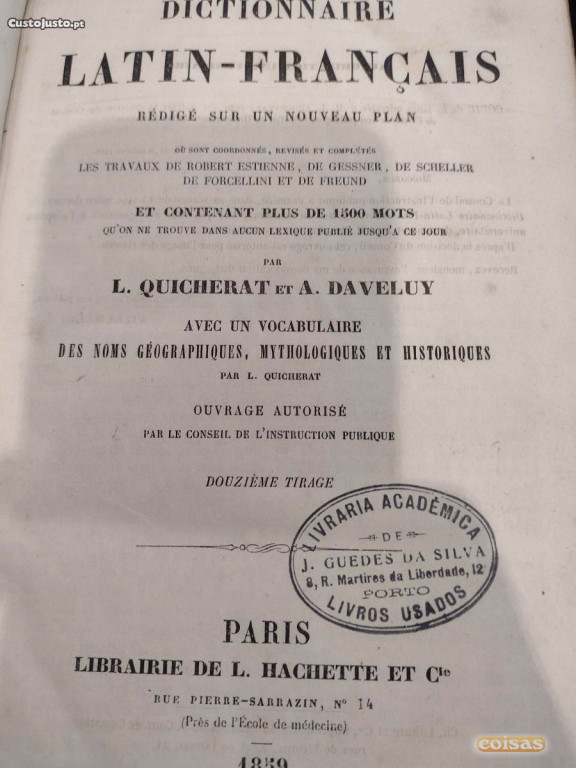 CustoJusto.pt
DICTIONNAIRE
LATIN-FRANÇAIS
RÉDIGÉ SUR UN NOUVEAU PLAN
OÙ SONT COORDONNÉS, REVISÉS ET COMPLÉTÉS
LES TRAVAUX DE ROBERT ESTIENNE, DE GESSNER, DE SCHELLER
DE FORCELLINI ET DE FREUND
ET CONTENANT PLUS DE 1500 MOTS
QU'ON NE TROUVE DANS AUCUN LEXIQUE PUBLIÉ JUSQU'A CE JOUR
PAR
L. QUICHERAT ET A. DAVELUY
AVEC UN VOCABULAIRE
DES NOMS GÉOGRAPHIQUES, MYTHOLOGIQUES ET HISTORIQUES
PAR L. QUICHERAT
OUVRAGE AUTORISÉ
PAR LE CONSEIL DE L'INSTRUCTION PUBLIQUE
DOUZIÈME TIRAGE
LIVRARIA ACADÉMICA
DE
J. GUEDES DA SILVA
8, R. Martires da Liberdade, 12
PORTO
LIVROS USADOS
PARIS
LIBRAIRIE DE L. HACHETTE ET Cie
RUE PIERRE-SARRAZIN, No 14
(Près de l'École de médecine)
1859
coisas